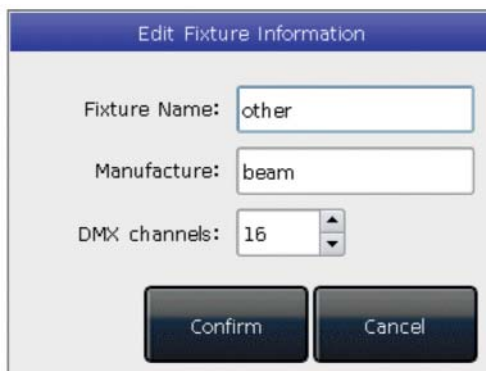 Edit Fixture Information
Fixture Name: other
Manufacture: beam
DMX channels: 16
Confirm Cancel